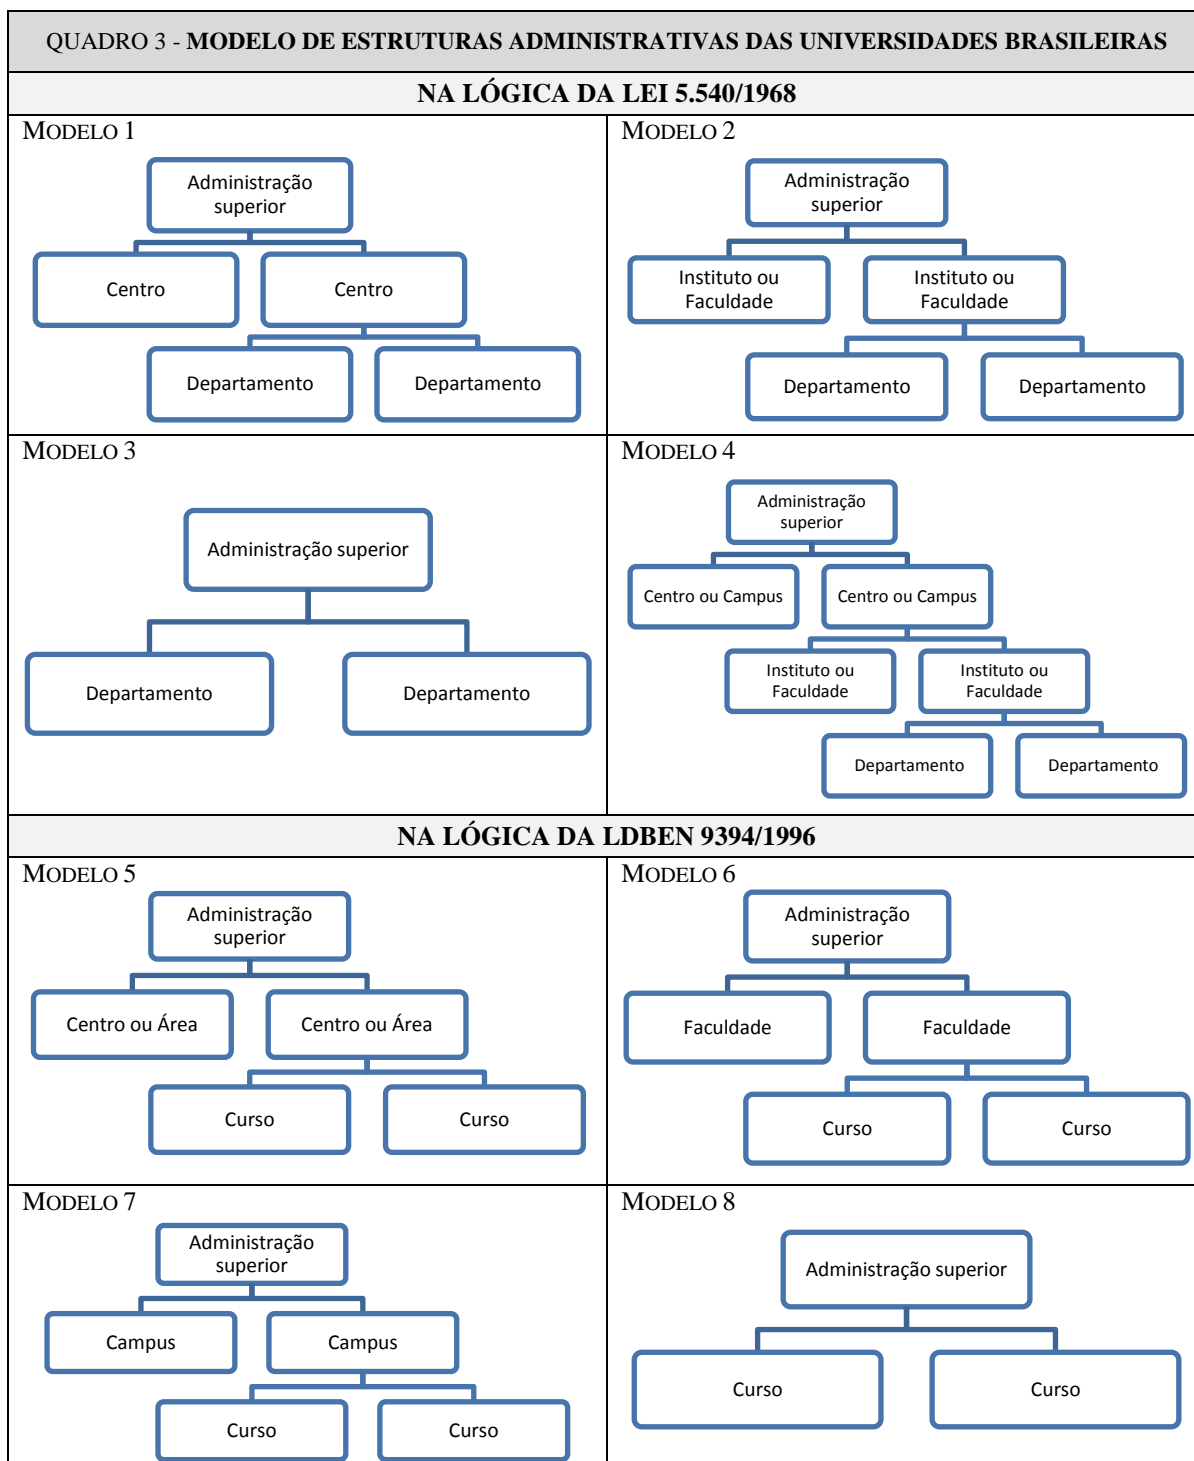 QUADRO 3 - MODELO DE ESTRUTURAS ADMINISTRATIVAS DAS UNIVERSIDADES BRASILEIRAS
NA LÓGICA DA LEI 5.540/1968
MODELO 1
Administração
superior
Centro
Centro
Departamento
Departamento
MODELO 2
Administração
superior
Instituto ou
Faculdade
Instituto ou
Faculdade
Departamento
Departamento
MODELO 3
Administração superior
Departamento
Departamento
MODELO 4
Administração
superior
Centro ou Campus
Centro ou Campus
Instituto ou
Faculdade
Instituto ou
Faculdade
Departamento
Departamento
NA LÓGICA DA LDBEN 9394/1996
MODELO 5
Administração
superior
Centro ou Área
Centro ou Área
Curso
Curso
MODELO 6
Administração
superior
Faculdade
Faculdade
Curso
Curso
MODELO 7
Administração
superior
Campus
Campus
Curso
Curso
MODELO 8
Administração superior
Curso
Curso